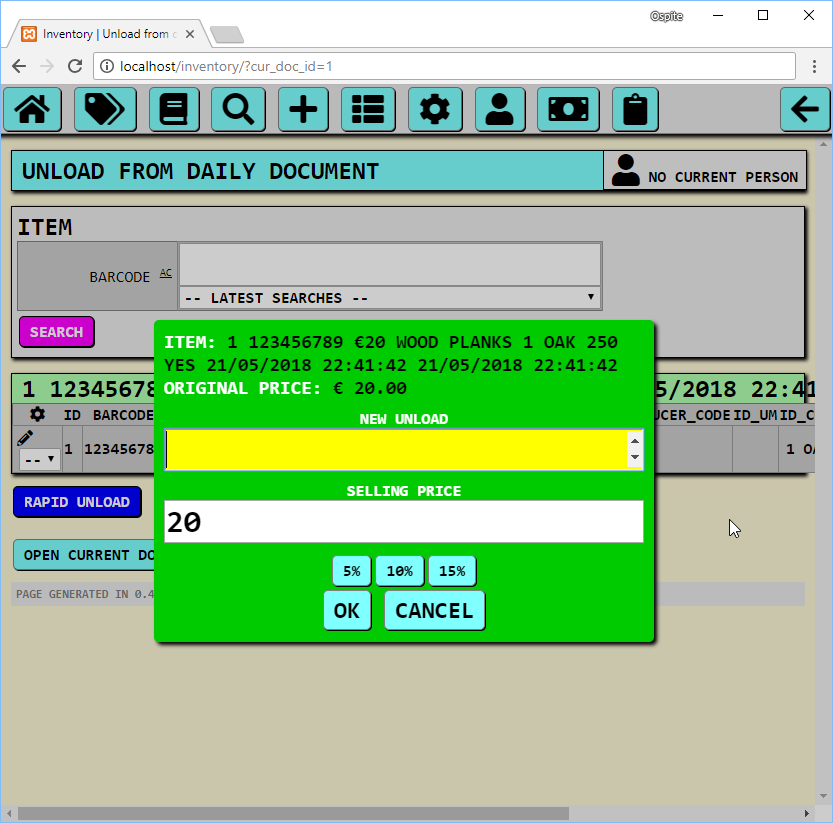 Ospite
Inventory | Unload from
localhost/inventory/?cur_doc_id=1
UNLOAD FROM DAILY DOCUMENT
NO CURRENT PERSON
ITEM
BARCODE AC
-- LATEST SEARCHES --
SEARCH
ITEM: 1 123456789 €20 WOOD PLANKS 1 OAK 250
YES 21/05/2018 22:41:42 21/05/2018 22:41:42
ORIGINAL PRICE: € 20.00
NEW UNLOAD
SELLING PRICE
20
5% 10% 15%
OK CANCEL
1 12345678 5/2018 22:41
ID BARCODE UCER_CODE ID_UM ID_C
-- 1 12345678 1 OA
RAPID UNLOAD
OPEN CURRENT DO
PAGE GENERATED IN 0.4